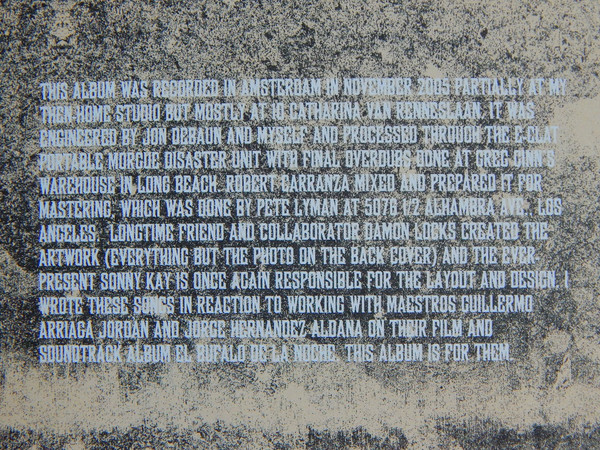 THIS ALBUM WAS RECORDED IN AMSTERDAM IN NOVEMBER 2005 PARTIALLY AT MY
THEN HOME STUDIO BUT MOSTLY AT 10 CATHARINA VAN RENNESLAAN. IT WAS
ENGINEERED BY JON DEBAUN AND MYSELF AND PROCESSED THROUGH THE E-CLAT
PORTABLE MORGUE DISASTER UNIT WITH FINAL OVERDUBS DONE AT GREG GINN'S
WAREHOUSE IN LONG BEACH. ROBERT CARRANZA MIXED AND PREPARED IT FOR
MASTERING, WHICH WAS DONE BY PETE LYMAN AT 5070 1/2 ALHAMBRA AVE., LOS
ANGELES. LONGTIME FRIEND AND COLLABORATOR DAMON LOCKS CREATED THE
ARTWORK (EVERYTHING BUT THE PHOTO ON THE BACK COVER) AND THE EVER-
PRESENT SONNY KAY IS ONCE AGAIN RESPONSIBLE FOR THE LAYOUT AND DESIGN. I
WROTE THESE SONGS IN REACTION TO WORKING WITH MAESTROS GUILLERMO
ARRIAGA JORDAN AND JORGE HERNANDEZ ALDANA ON THEIR FILM AND
SOUNDTRACK ALBUM EL BUFALO DE LA NOCHE. THIS ALBUM IS FOR THEM.